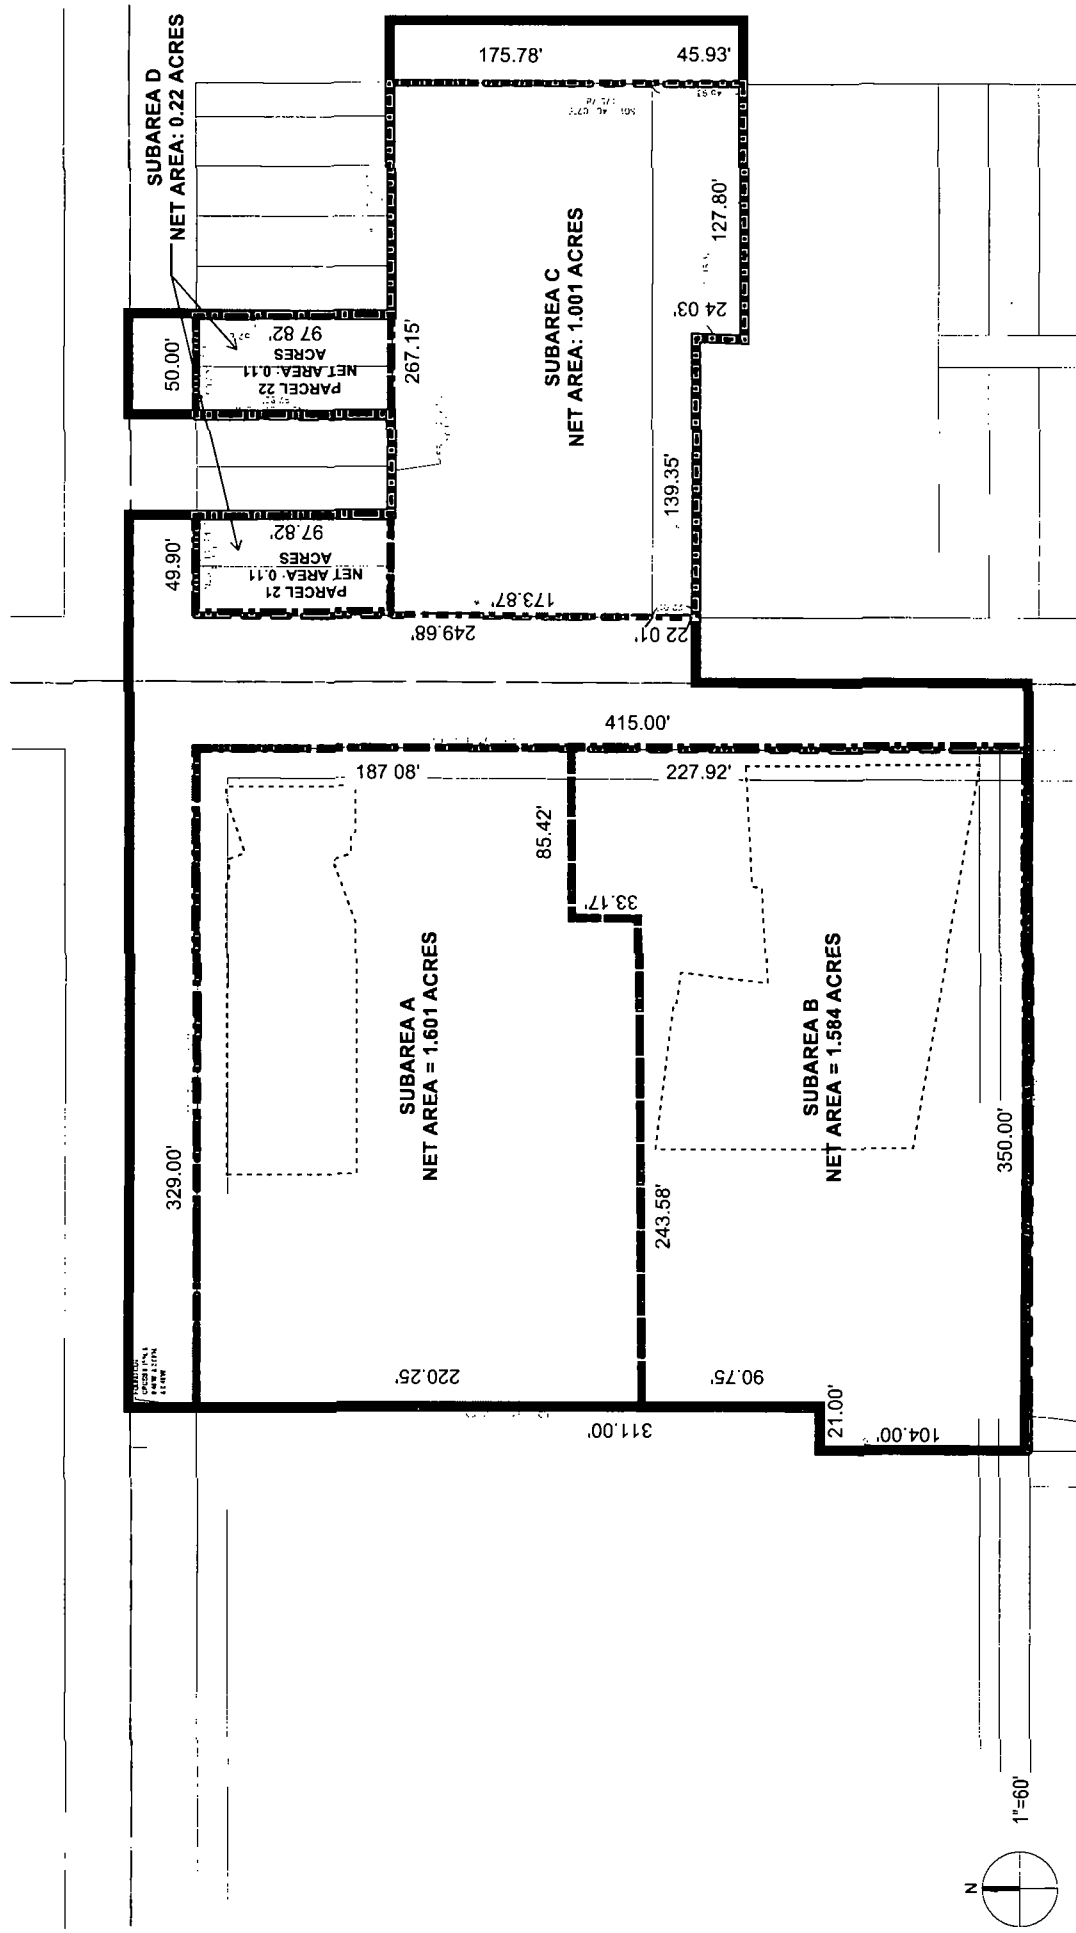 SUBAREA D
NET AREA: 0.22 ACRES
175.78'
45.93'
50.00'
97.82'
PARCEL 22
NET AREA: 0.11
ACRES
267.15'
SUBAREA C
NET AREA: 1.001 ACRES
127.80'
24 03'
139.35'
49.90'
97.82'
PARCEL 21
NET AREA: 0.11
ACRES
249.68'
173.87'
22 01'
415.00'
187 08'
227.92'
85.42'
33.17'
SUBAREA A
NET AREA = 1.601 ACRES
SUBAREA B
NET AREA = 1.584 ACRES
329.00'
243.58'
350.00'
220.25'
90.75'
311.00'
21.00'
104.00'
N
1"=60'